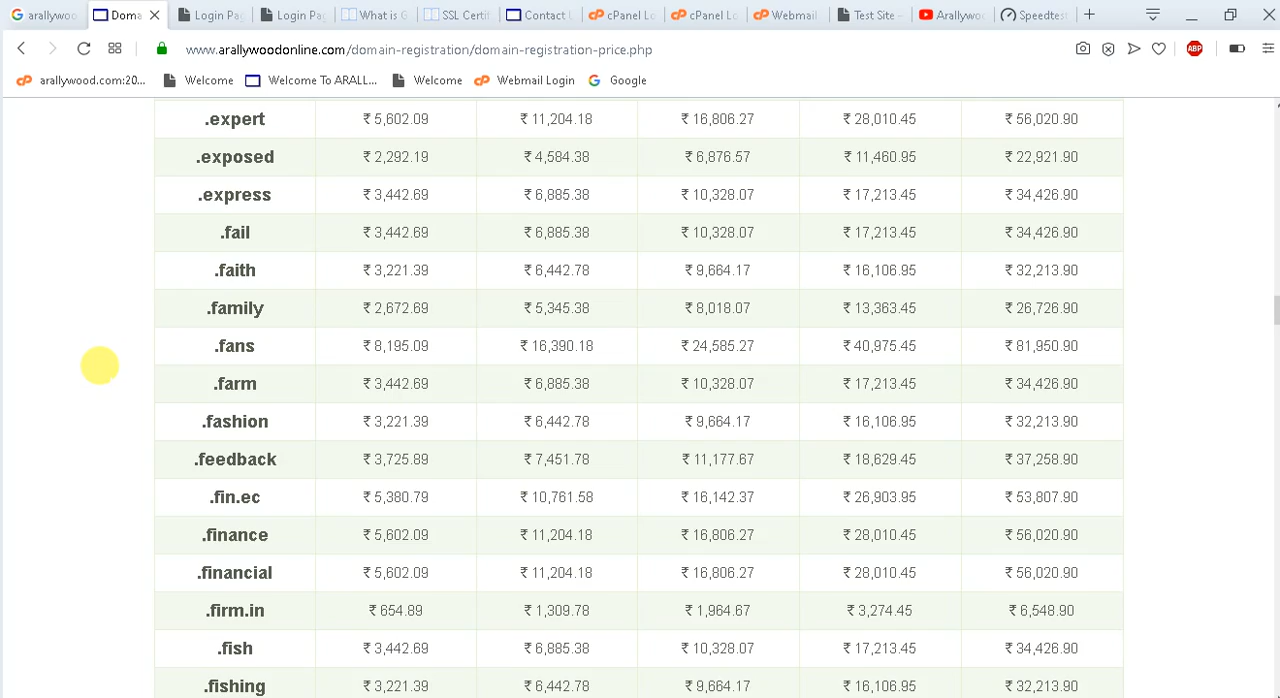 arallywood
Doma
Login Pa
Login Pa
What is
SSL Certi
Contact
cPanel Lo
cPanel Lo
Webmail
Test Site -
Arallywoo
Speedtes
www.arallywoodonline.com/domain-registration/domain-registration-price.php
ABP
arallywood.com:20...
Welcome
Welcome To ARALL...
Welcome
Webmail Login
Google
.expert ₹ 5,602.09 ₹ 11,204.18 ₹ 16,806.27 ₹ 28,010.45 ₹ 56,020.90
.exposed ₹ 2,292.19 ₹ 4,584.38 ₹ 6,876.57 ₹ 11,460.95 ₹ 22,921.90
.express ₹ 3,442.69 ₹ 6,885.38 ₹ 10,328.07 ₹ 17,213.45 ₹ 34,426.90
.fail ₹ 3,442.69 ₹ 6,885.38 ₹ 10,328.07 ₹ 17,213.45 ₹ 34,426.90
.faith ₹ 3,221.39 ₹ 6,442.78 ₹ 9,664.17 ₹ 16,106.95 ₹ 32,213.90
.family ₹ 2,672.69 ₹ 5,345.38 ₹ 8,018.07 ₹ 13,363.45 ₹ 26,726.90
.fans ₹ 8,195.09 ₹ 16,390.18 ₹ 24,585.27 ₹ 40,975.45 ₹ 81,950.90
.farm ₹ 3,442.69 ₹ 6,885.38 ₹ 10,328.07 ₹ 17,213.45 ₹ 34,426.90
.fashion ₹ 3,221.39 ₹ 6,442.78 ₹ 9,664.17 ₹ 16,106.95 ₹ 32,213.90
.feedback ₹ 3,725.89 ₹ 7,451.78 ₹ 11,177.67 ₹ 18,629.45 ₹ 37,258.90
.fin.ec ₹ 5,380.79 ₹ 10,761.58 ₹ 16,142.37 ₹ 26,903.95 ₹ 53,807.90
.finance ₹ 5,602.09 ₹ 11,204.18 ₹ 16,806.27 ₹ 28,010.45 ₹ 56,020.90
.financial ₹ 5,602.09 ₹ 11,204.18 ₹ 16,806.27 ₹ 28,010.45 ₹ 56,020.90
.firm.in ₹ 654.89 ₹ 1,309.78 ₹ 1,964.67 ₹ 3,274.45 ₹ 6,548.90
.fish ₹ 3,442.69 ₹ 6,885.38 ₹ 10,328.07 ₹ 17,213.45 ₹ 34,426.90
.fishing ₹ 3,221.39 ₹ 6,442.78 ₹ 9,664.17 ₹ 16,106.95 ₹ 32,213.90